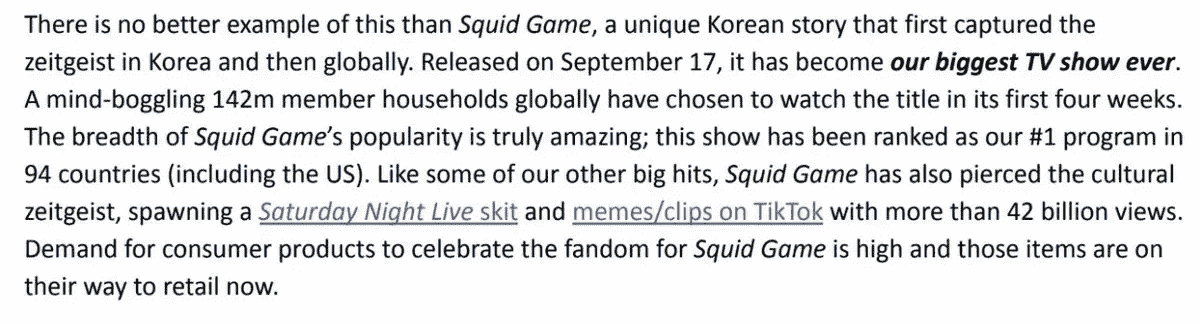 There is no better example of this than Squid Game, a unique Korean story that first captured the
zeitgeist in Korea and then globally. Released on September 17, it has become our biggest TV show ever.
A mind-boggling 142m member households globally have chosen to watch the title in its first four weeks.
The breadth of Squid Game's popularity is truly amazing; this show has been ranked as our #1 program in
94 countries (including the US). Like some of our other big hits, Squid Game has also pierced the cultural
zeitgeist, spawning a Saturday Night Live skit and memes/clips on TikTok with more than 42 billion views.
Demand for consumer products to celebrate the fandom for Squid Game is high and those items are on
their way to retail now.